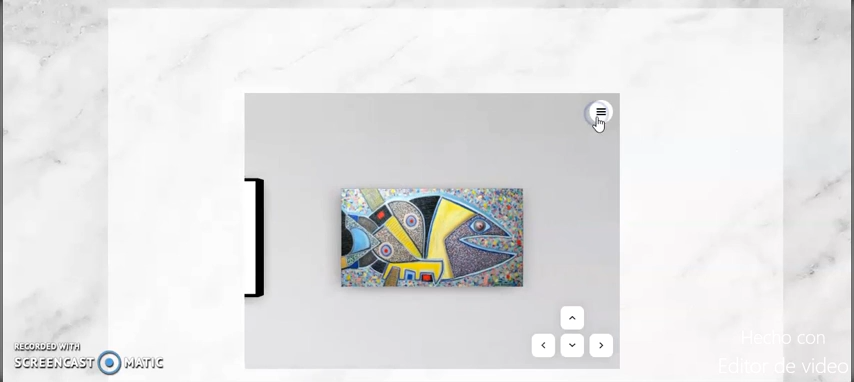 RECORDED WITH
SCREENCAST MATIC
Hecho con
Editor de video